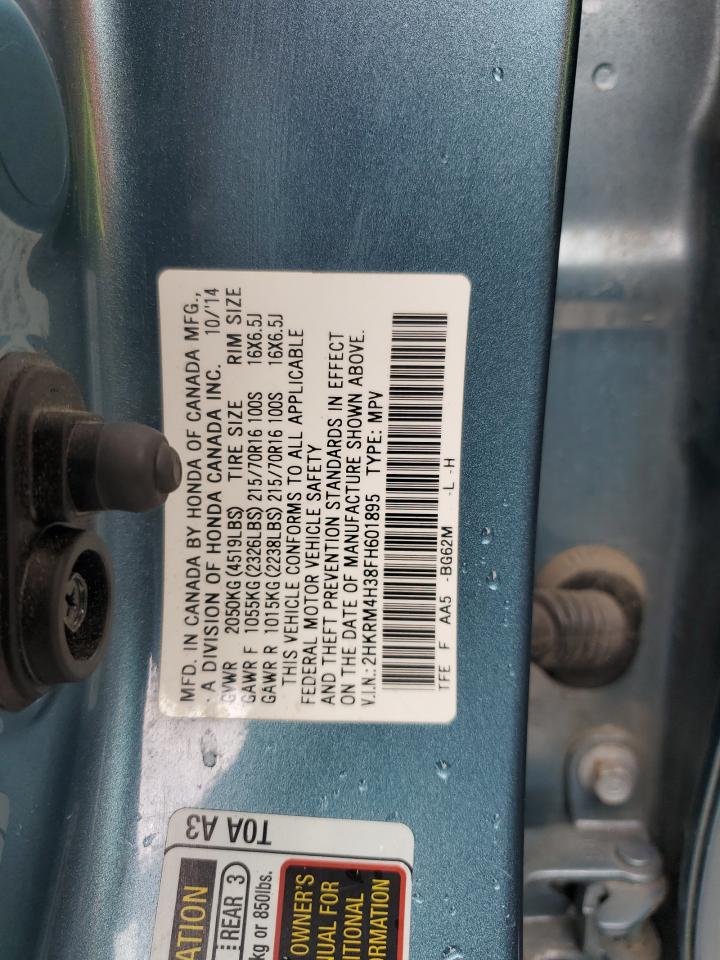 MFD. IN CANADA BY HONDA OF CANADA MFG.,
A DIVISION OF HONDA CANADA INC. 10/'14
GVWR 2050KG(4519LBS) TIRE SIZE RIM SIZE
GAWR F 1055KG(2326LBS)215/70R16 100S 16X6.5J
GAWR R 1015KG(2238LBS)215/70R16 100S 16X6.5J
THIS VEHICLE CONFORMS TO ALL APPLICABLE
FEDERAL MOTOR VEHICLE SAFETY
AND THEFT PREVENTION STANDARDS IN EFFECT
ON THE DATE OF MANUFACTURE SHOWN ABOVE.
V.I.N.:2HKRM4H38FH601895 TYPE: MPV
TFE F AA5 -BG62M -L -H
T0A A3
REAR 3
kg or 850lbs.
OWNER'S
FOR